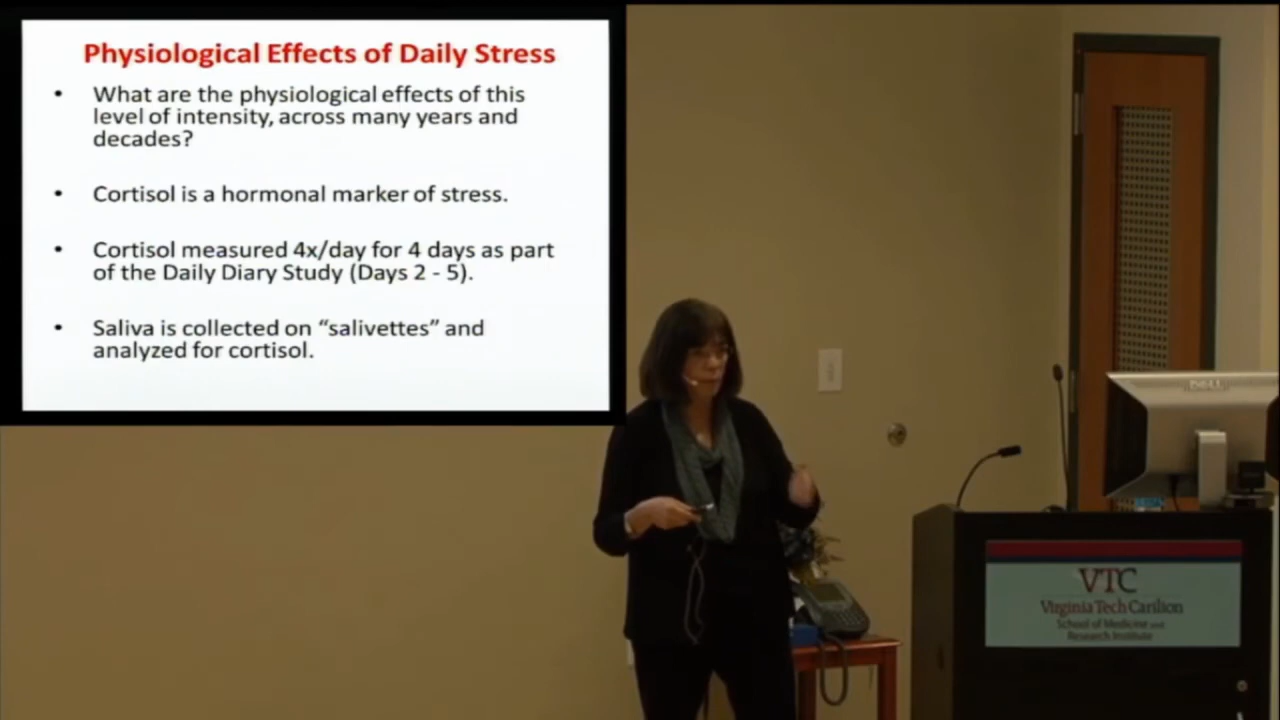 Physiological Effects of Daily Stress
• What are the physiological effects of this
level of intensity, across many years and
decades?
• Cortisol is a hormonal marker of stress.
• Cortisol measured 4x/day for 4 days as part
of the Daily Diary Study (Days 2 - 5).
• Saliva is collected on “salivettes” and
analyzed for cortisol.
DELL
VTC
Virginia Tech Carilion
School of Medicine and
Research Institute